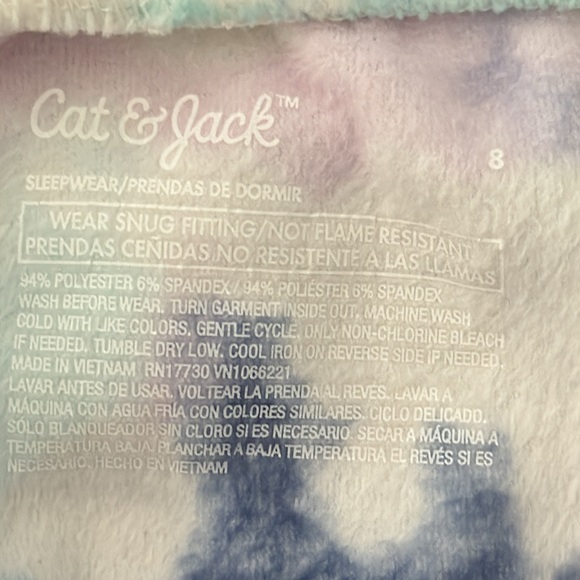 Cat & Jack™
8
SLEEPWEAR/PRENDAS DE DORMIR
WEAR SNUG FITTING/NOT FLAME RESISTANT
PRENDAS CEÑIDAS NO RESISTENTE A LAS LLAMAS
94% POLYESTER 6% SPANDEX / 94% POLIÉSTER 6% SPANDEX
WASH BEFORE WEAR. TURN GARMENT INSIDE OUT. MACHINE WASH
COLD WITH LIKE COLORS. GENTLE CYCLE. ONLY NON-CHLORINE BLEACH
IF NEEDED. TUMBLE DRY LOW. COOL IRON ON REVERSE SIDE IF NEEDED.
MADE IN VIETNAM RN17730 VN1066221
LAVAR ANTES DE USAR. VOLTEAR LA PRENDA AL REVÉS. LAVAR A
MÁQUINA CON AGUA FRÍA CON COLORES SIMILARES. CICLO DELICADO.
SÓLO BLANQUEADOR SIN CLORO SI ES NECESARIO. SECAR A MÁQUINA A
TEMPERATURA BAJA. PLANCHAR A BAJA TEMPERATURA EL REVÉS SI ES
NECESARIO. HECHO EN VIETNAM